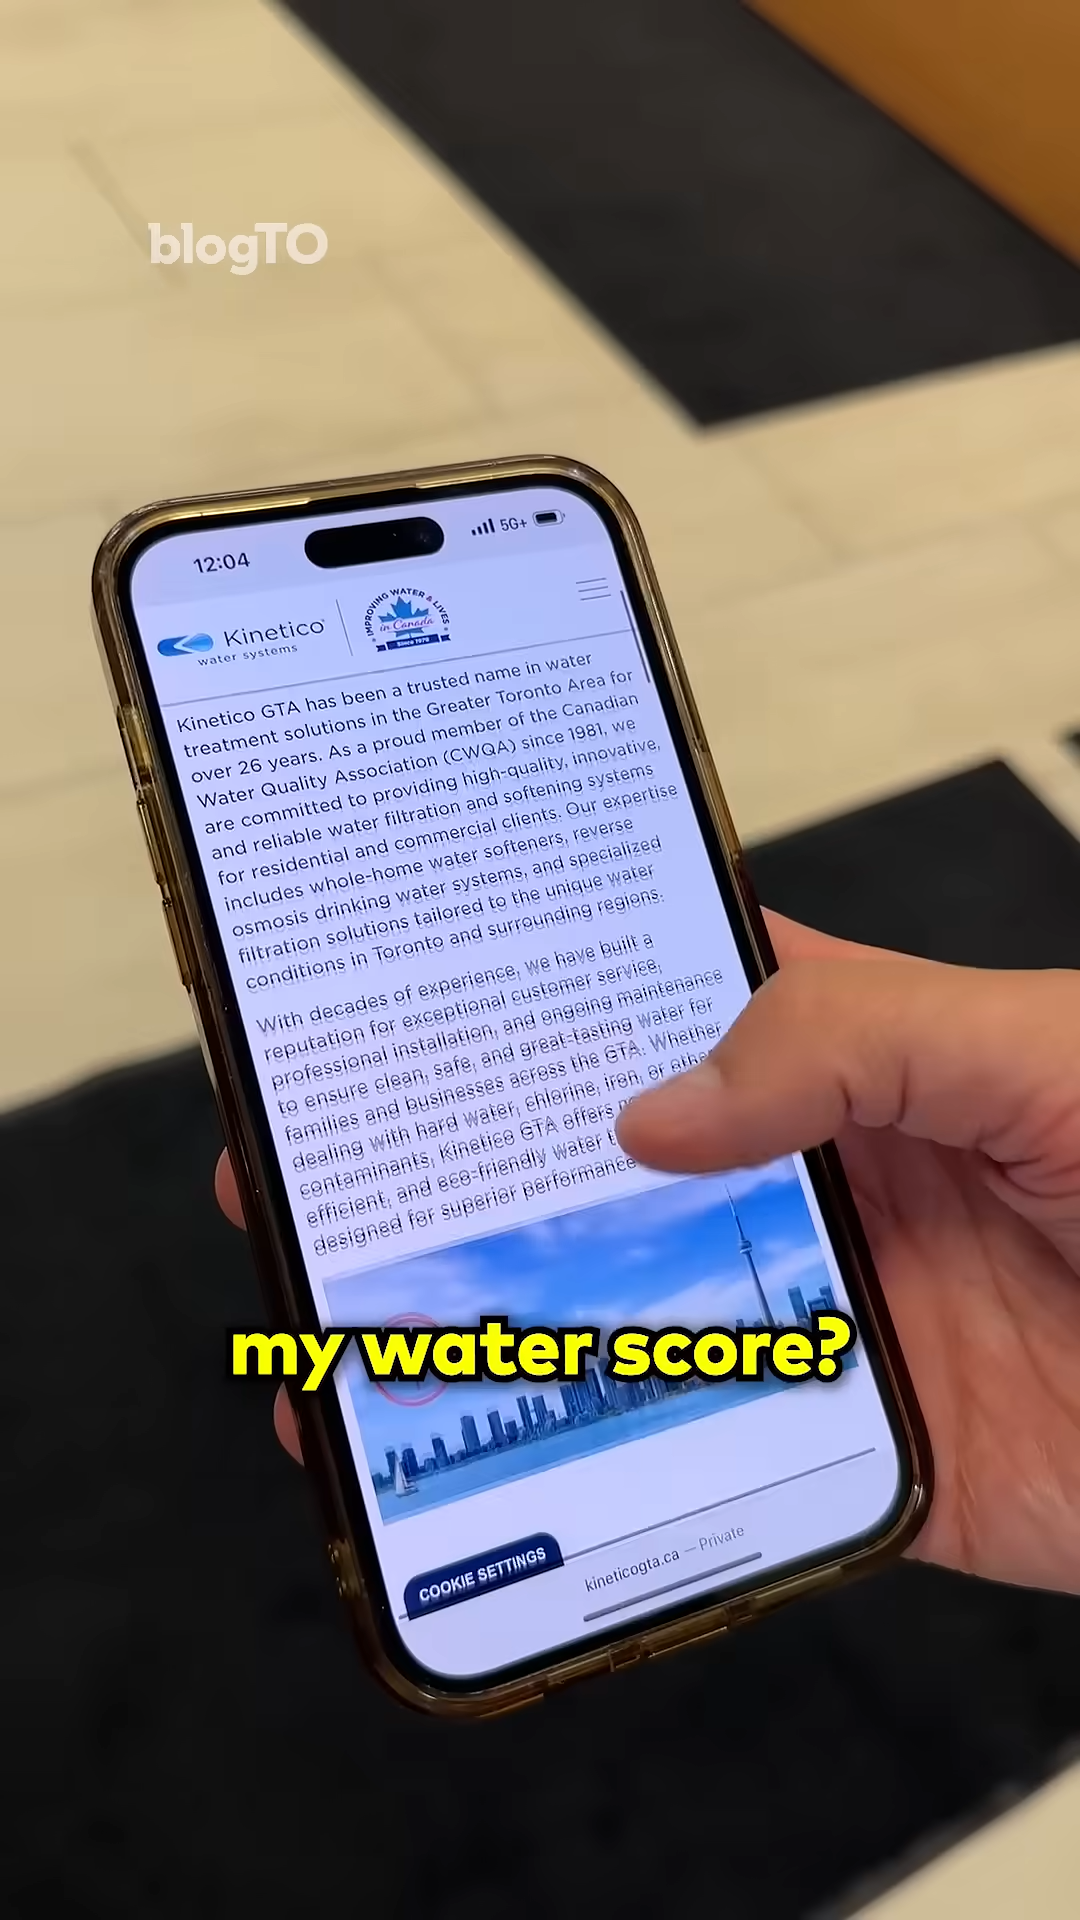 blogTO
12:04
5G+
Kinetico
water systems
IMPROVING WATER & LIVES
in Canada
Since 1978
Kinetico GTA has been a trusted name in water
treatment solutions in the Greater Toronto Area for
over 26 years. As a proud member of the Canadian
Water Quality Association (CWQA) since 1981, we
are committed to providing high-quality, innovative,
and reliable water filtration and softening systems
for residential and commercial clients. Our expertise
includes whole-home water softeners, reverse
osmosis drinking water systems, and specialized
filtration solutions tailored to the unique water
conditions in Toronto and surrounding regions.
With decades of experience, we have built a
reputation for exceptional customer service,
professional installation, and ongoing maintenance
to ensure clean, safe, and great-tasting water for
families and businesses across the GTA. Whether
dealing with hard water, chlorine, iron, or other
contaminants, Kinetico GTA offers
efficient, and eco-friendly water
designed for superior performance
my water score?
COOKIE SETTINGS
kineticogta.ca — Private